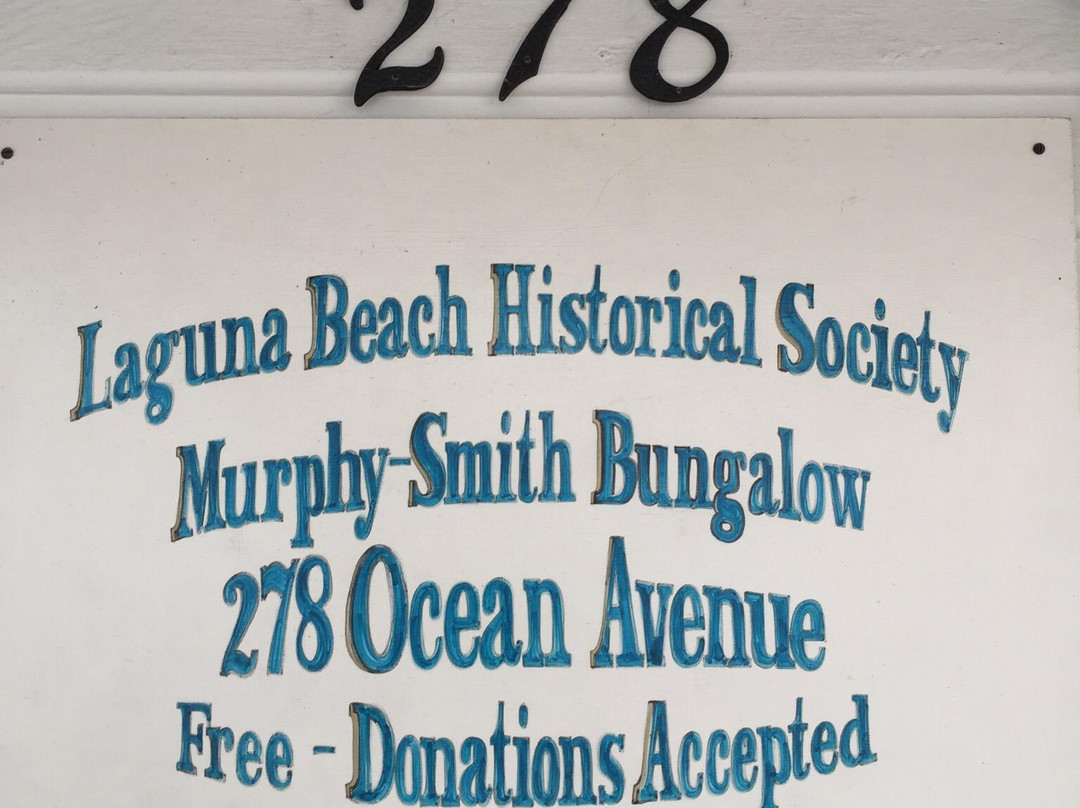 278
Laguna Beach Historical Society
Murphy-Smith Bungalow
278 Ocean Avenue
Free - Donations Accepted